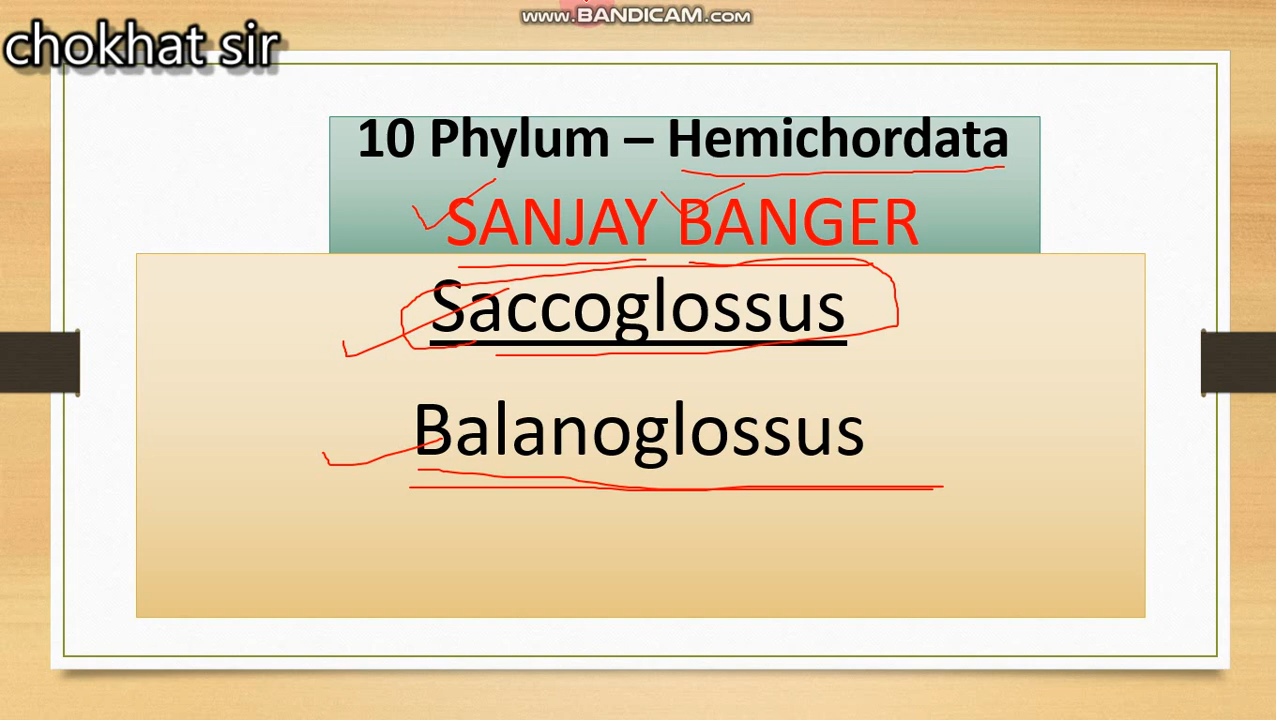 www.BANDICAM.com
chokhat sir
10 Phylum – Hemichordata
SANJAY BANGER
Saccoglossus
Balanoglossus